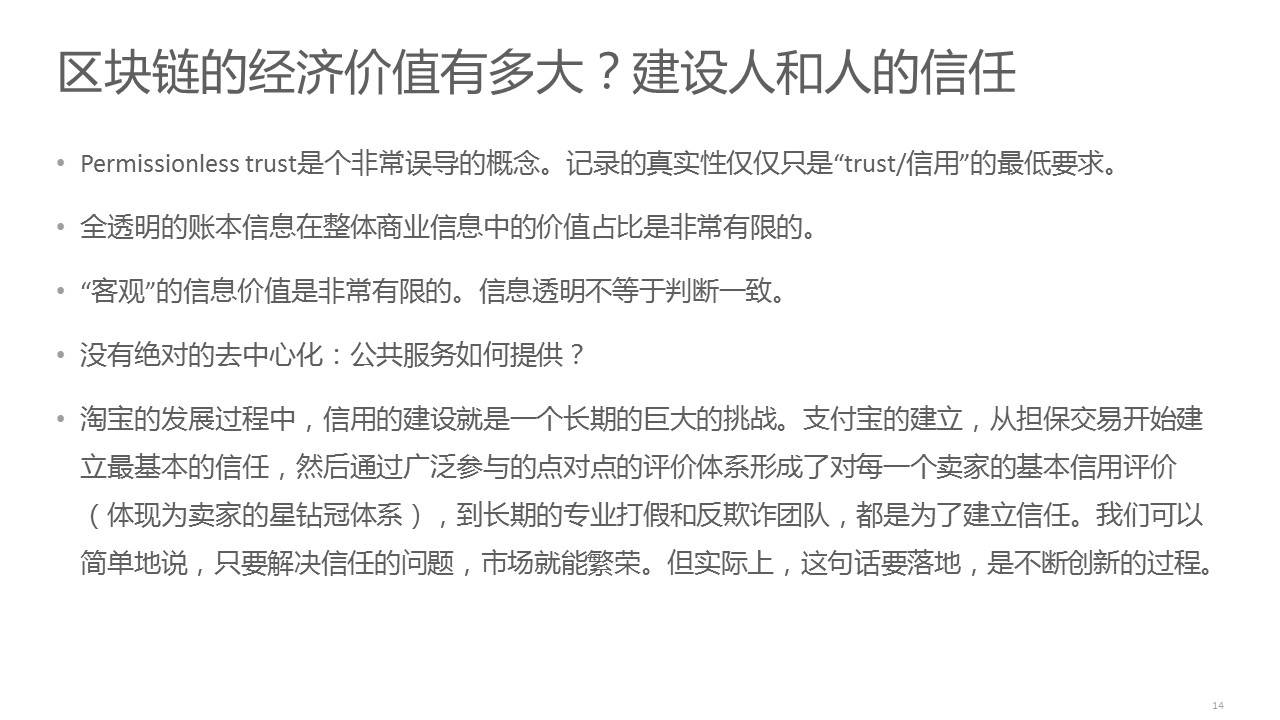 区块链的经济价值有多大？建设人和人的信任
• Permissionless trust是个非常误导的概念。记录的真实性仅仅只是“trust/信用”的最低要求。
• 全透明的账本信息在整体商业信息中的价值占比是非常有限的。
• “客观”的信息价值是非常有限的。信息透明不等于判断一致。
• 没有绝对的去中心化：公共服务如何提供？
• 淘宝的发展过程中，信用的建设就是一个长期的巨大的挑战。支付宝的建立，从担保交易开始建
立最基本的信任，然后通过广泛参与的点对点的评价体系形成了对每一个卖家的基本信用评价
（体现为卖家的星钻冠体系），到长期的专业打假和反欺诈团队，都是为了建立信任。我们可以
简单地说，只要解决信任的问题，市场就能繁荣。但实际上，这句话要落地，是不断创新的过程。
14